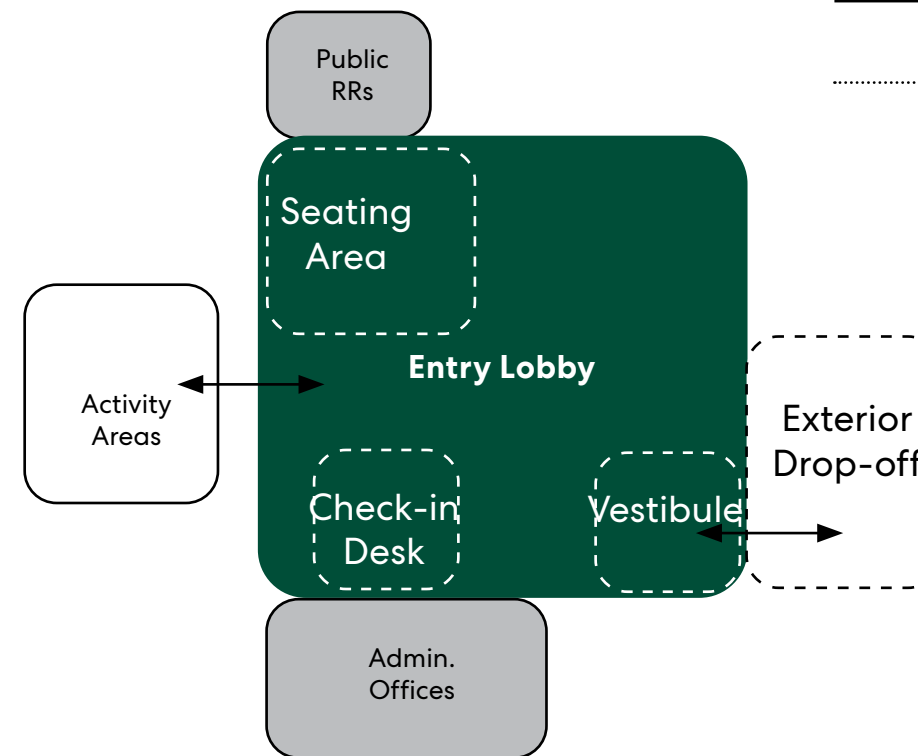 Public
RRs
Seating
Area
Entry Lobby
Activity
Areas
Exterior
Drop-off
Check-in
Desk
Vestibule
Admin.
Offices